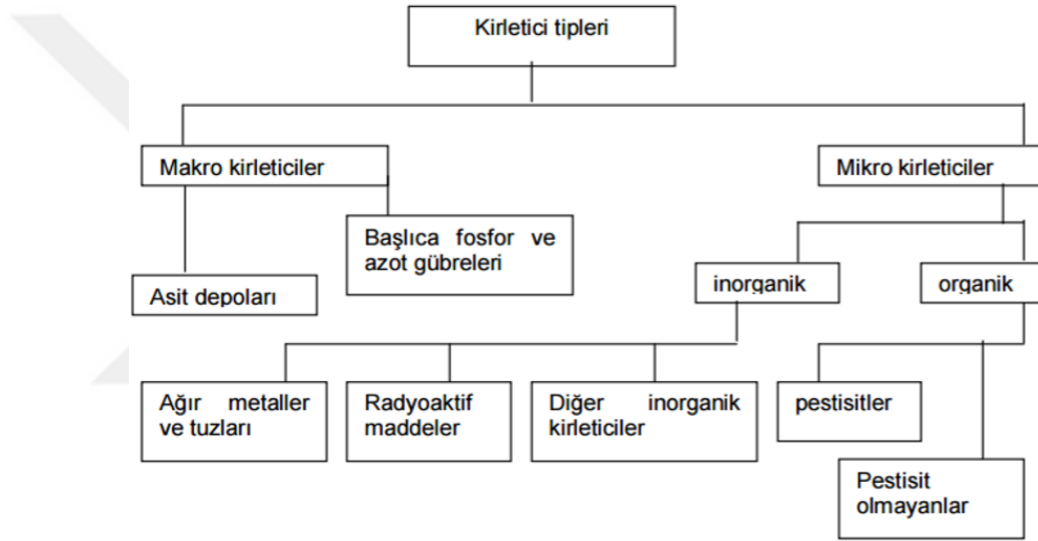 Kirletici tipleri
Makro kirleticiler
Mikro kirleticiler
Başlıca fosfor ve
azot gübreleri
Asit depoları
inorganik
organik
Ağır metaller
ve tuzları
Radyoaktif
maddeler
Diğer inorganik
kirleticiler
pestisitler
Pestisit
olmayanlar